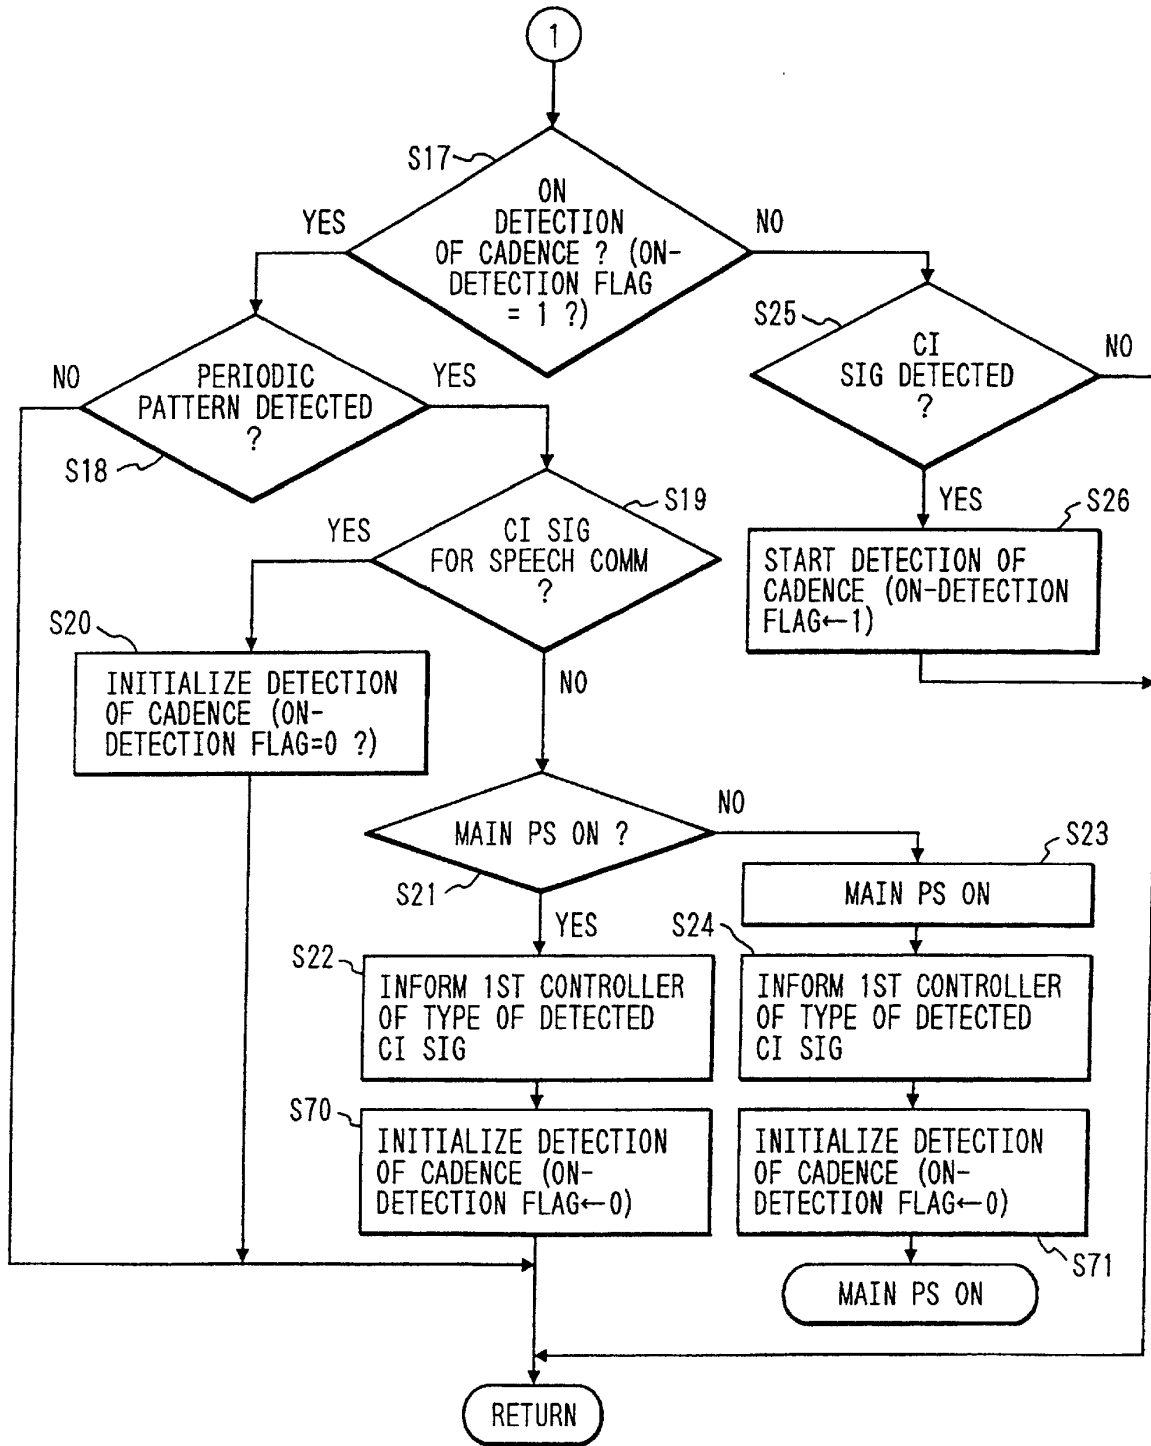 1
S17
ON
DETECTION
OF CADENCE ? (ON-
DETECTION FLAG
= 1 ?)
YES
NO
S25
CI
SIG DETECTED
?
NO
YES
NO
PERIODIC
PATTERN DETECTED
?
YES
S18
S19
CI SIG
FOR SPEECH COMM
?
YES
NO
S26
START DETECTION OF
CADENCE (ON-DETECTION
FLAG←1)
S20
INITIALIZE DETECTION
OF CADENCE (ON-
DETECTION FLAG=0 ?)
MAIN PS ON ?
NO
S21
YES
S23
MAIN PS ON
S22
INFORM 1ST CONTROLLER
OF TYPE OF DETECTED
CI SIG
S24
INFORM 1ST CONTROLLER
OF TYPE OF DETECTED
CI SIG
S70
INITIALIZE DETECTION
OF CADENCE (ON-
DETECTION FLAG←0)
INITIALIZE DETECTION
OF CADENCE (ON-
DETECTION FLAG←0)
S71
MAIN PS ON
RETURN